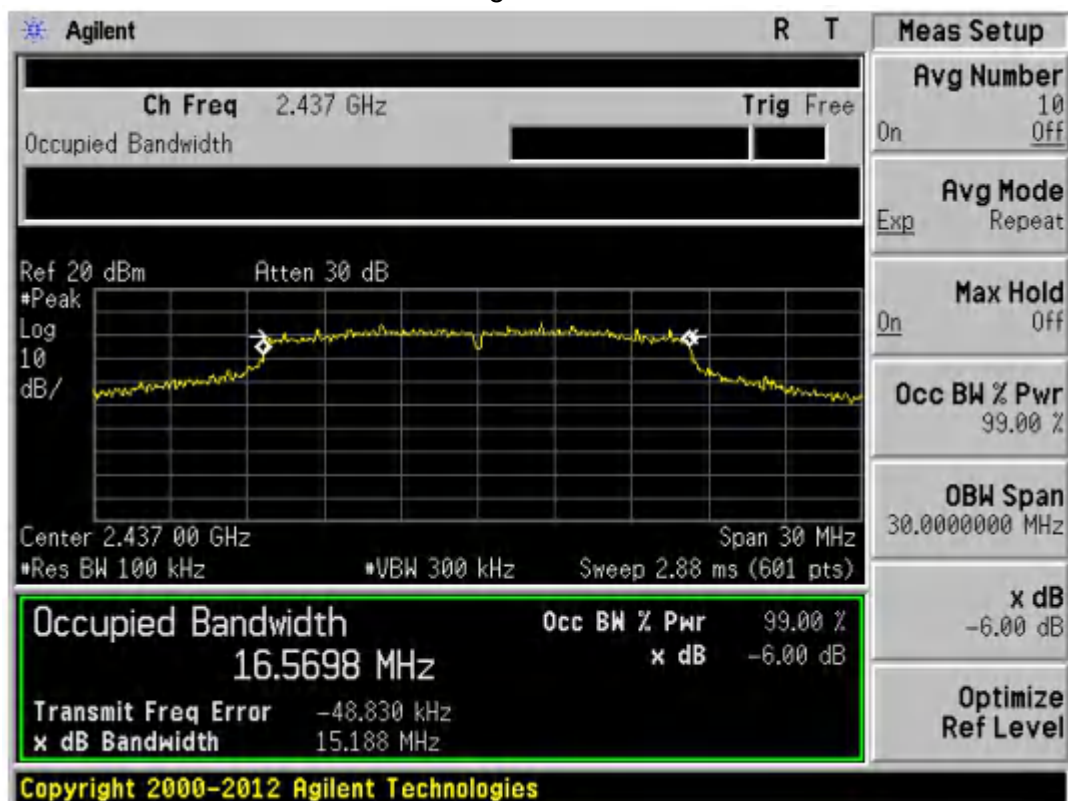 Agilent R T
Ch Freq 2.437 GHz Trig Free
Occupied Bandwidth
Ref 20 dBm Atten 30 dB
#Peak
Log
10
dB/
Center 2.437 00 GHz Span 30 MHz
#Res BW 100 kHz #VBW 300 kHz Sweep 2.88 ms (601 pts)
Occupied Bandwidth Occ BW % Pwr 99.00 %
16.5698 MHz x dB -6.00 dB
Transmit Freq Error -48.830 kHz
x dB Bandwidth 15.188 MHz
Copyright 2000-2012 Agilent Technologies
Meas Setup
Avg Number
10
On Off
Avg Mode
Exp Repeat
Max Hold
On Off
Occ BW % Pwr
99.00 %
OBW Span
30.0000000 MHz
x dB
-6.00 dB
Optimize
Ref Level